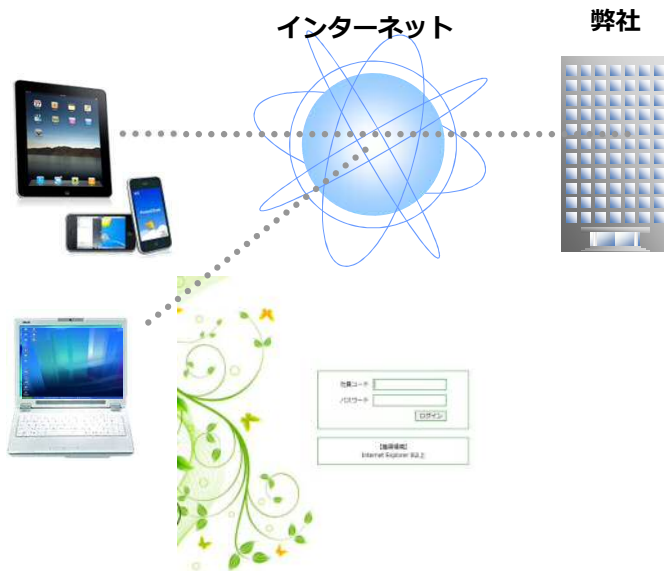 インターネット
弊社
社員コード
パスワード
ログイン
【推奨環境】
Internet Explorer 8以上